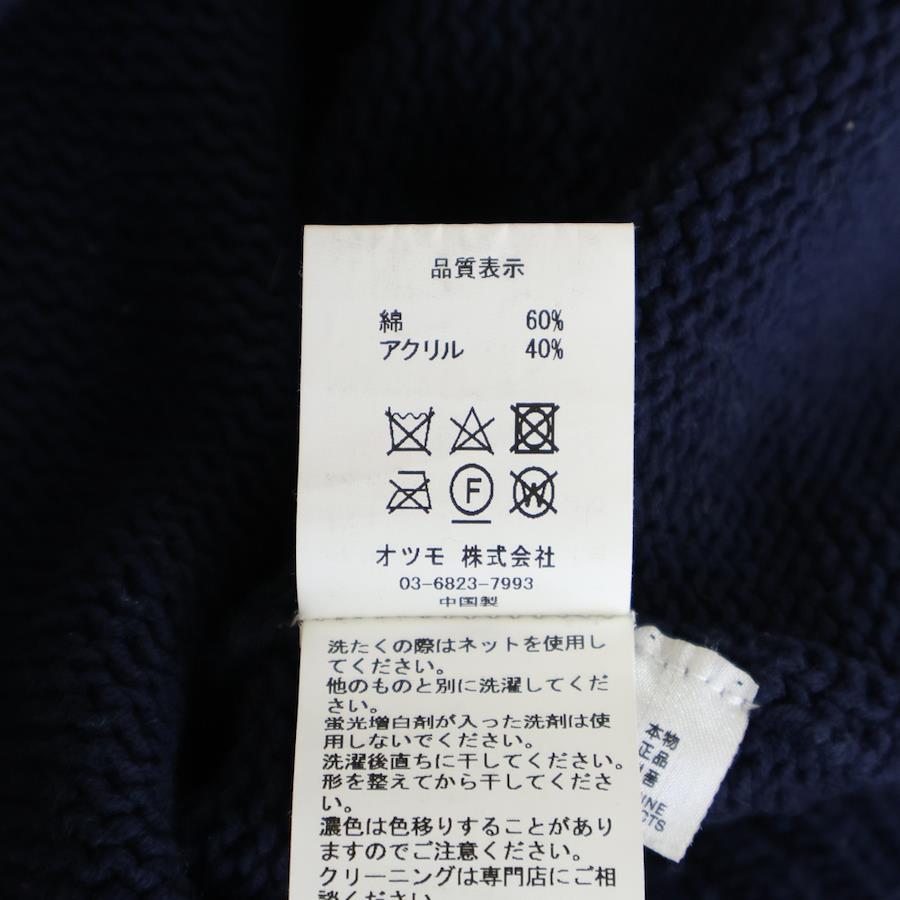 品質表示
綿 60%
アクリル 40%
F
W
オツモ 株式会社
03-6823-7993
中国製
洗たくの際はネットを使用し
てください。
他のものと別に洗濯してくだ
さい。
蛍光増白剤が入った洗剤は使
用しないでください。
洗濯後直ちに干してください。
形を整えてから干してくださ
い。
濃色は色移りすることがあり
ますのでご注意ください。
クリーニングは専門店にご相
談ください。
本物
正品
番